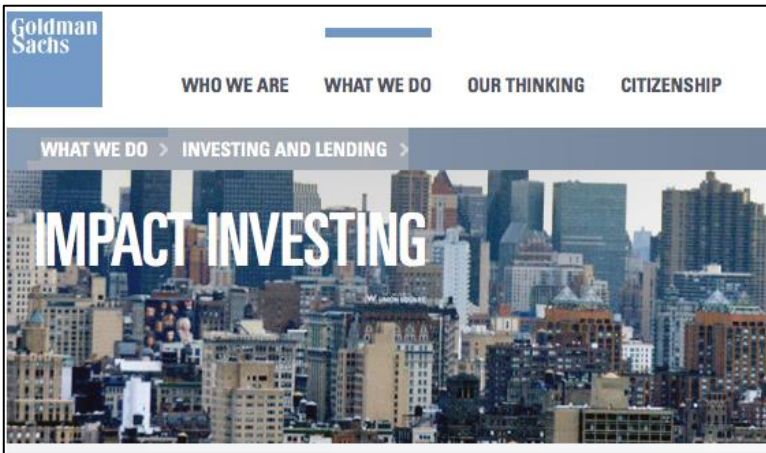 Goldman
Sachs
WHO WE ARE WHAT WE DO OUR THINKING CITIZENSHIP
WHAT WE DO > INVESTING AND LENDING >
IMPACT INVESTING
W UNION SQUARE